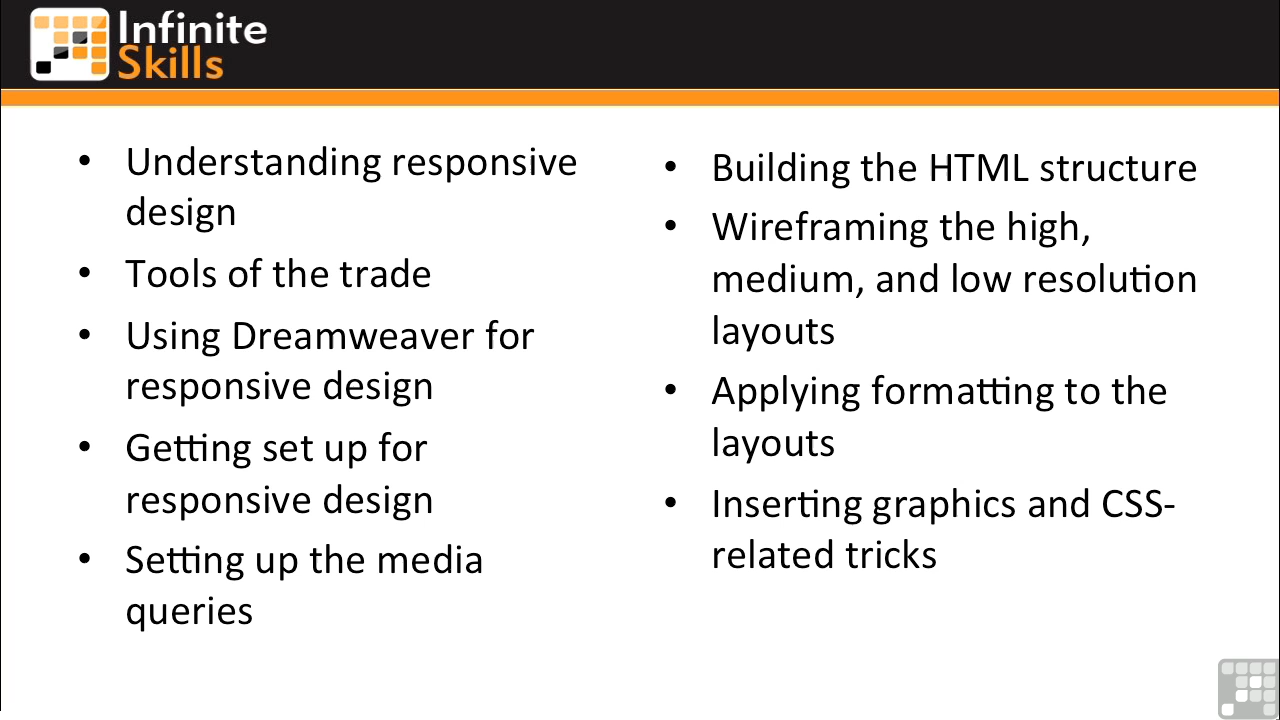 Infinite
Skills
• Understanding responsive
design
• Tools of the trade
• Using Dreamweaver for
responsive design
• Getting set up for
responsive design
• Setting up the media
queries
• Building the HTML structure
• Wireframing the high,
medium, and low resolution
layouts
• Applying formatting to the
layouts
• Inserting graphics and CSS-
related tricks